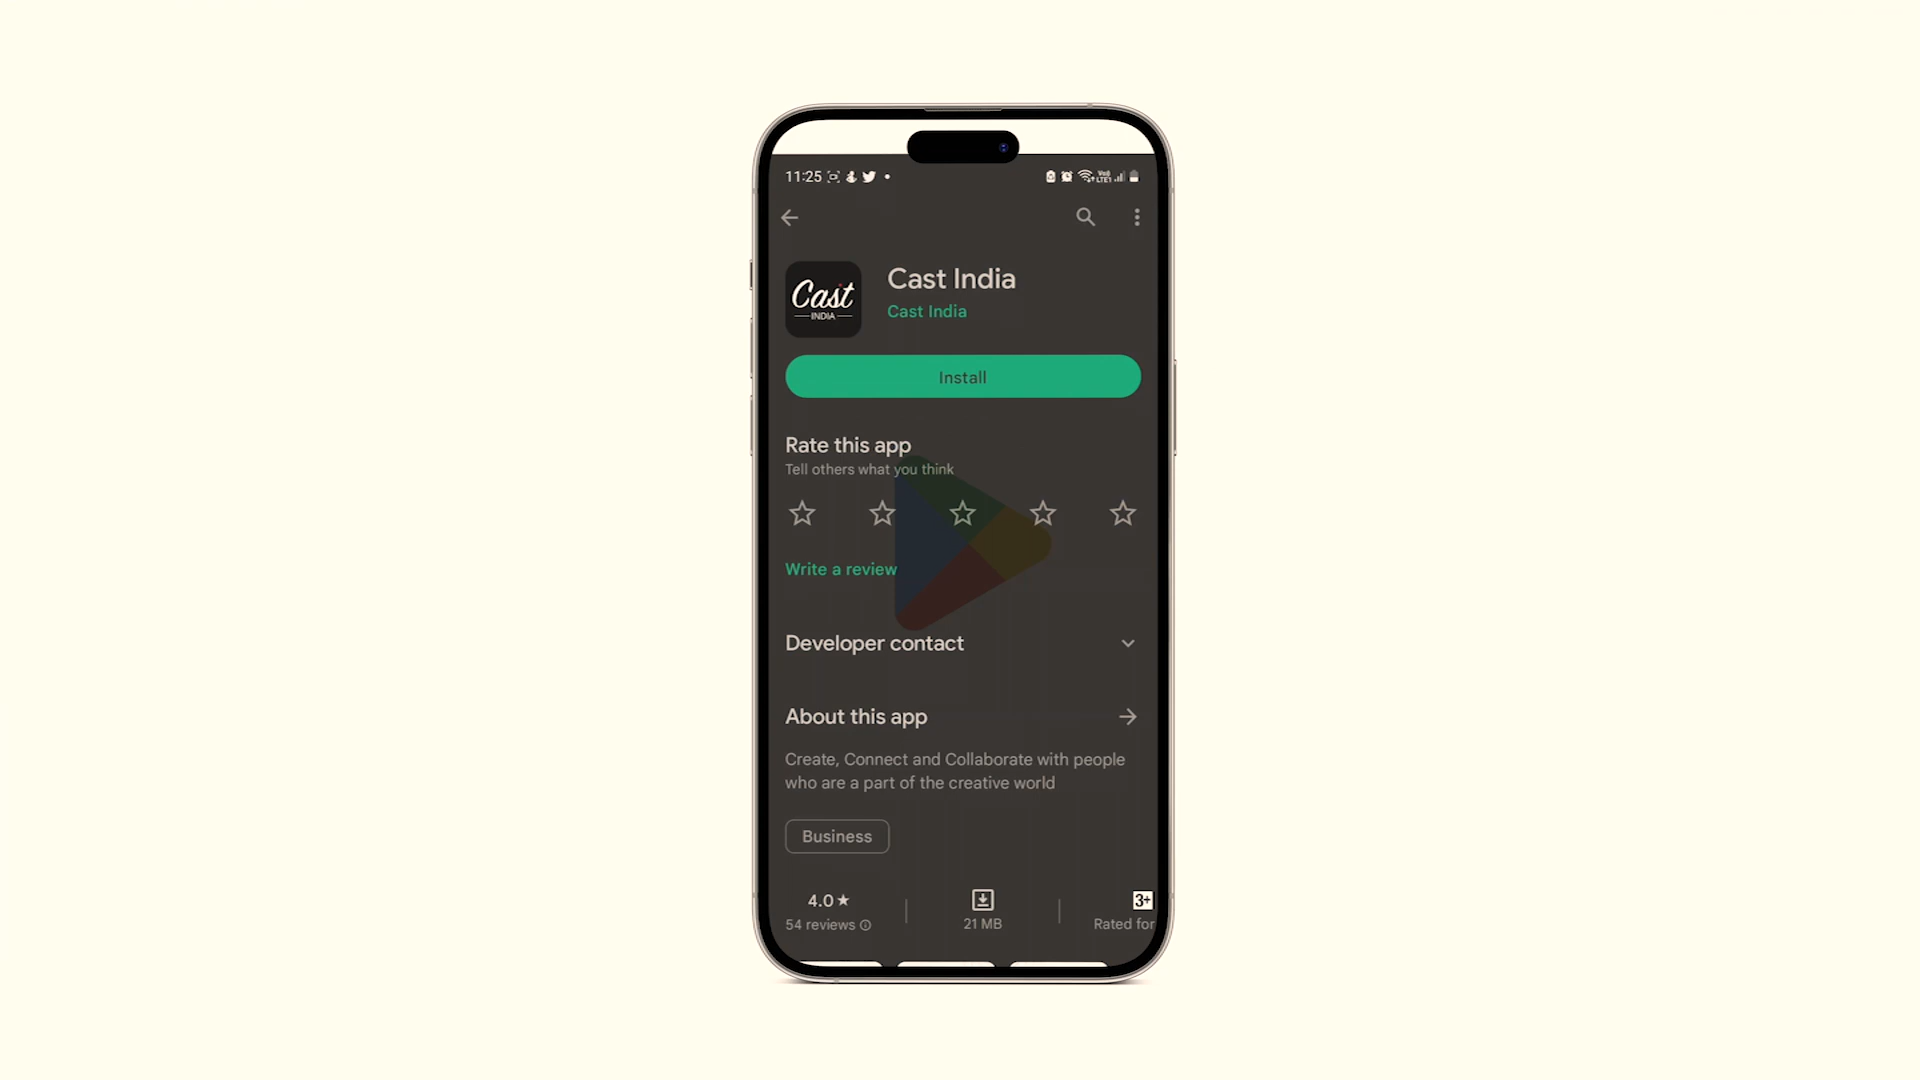 11:25
Vo)) LTE1
Cast India
Cast
INDIA
Cast India
Install
Rate this app
Tell others what you think
Write a review
Developer contact
About this app
Create, Connect and Collaborate with people
who are a part of the creative world
Business
4.0★
3+
54 reviews
21 MB
Rated for